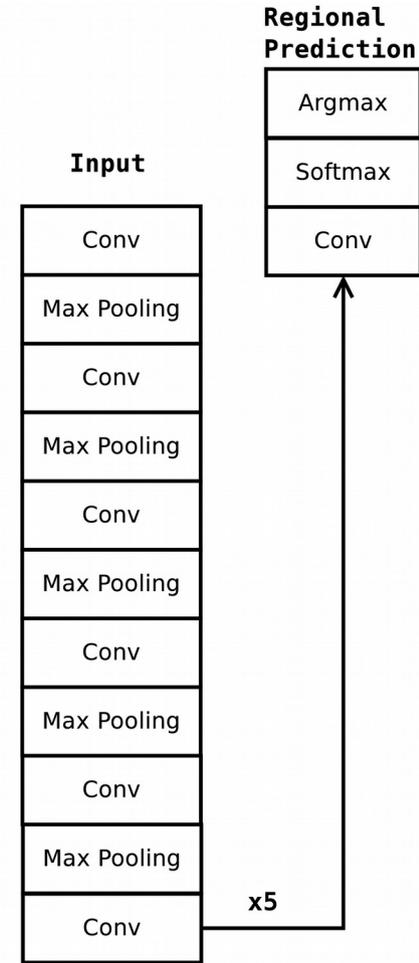 Input
Conv
Max Pooling
Conv
Max Pooling
Conv
Max Pooling
Conv
Max Pooling
Conv
Max Pooling
Conv
x5
Regional
Prediction
Argmax
Softmax
Conv